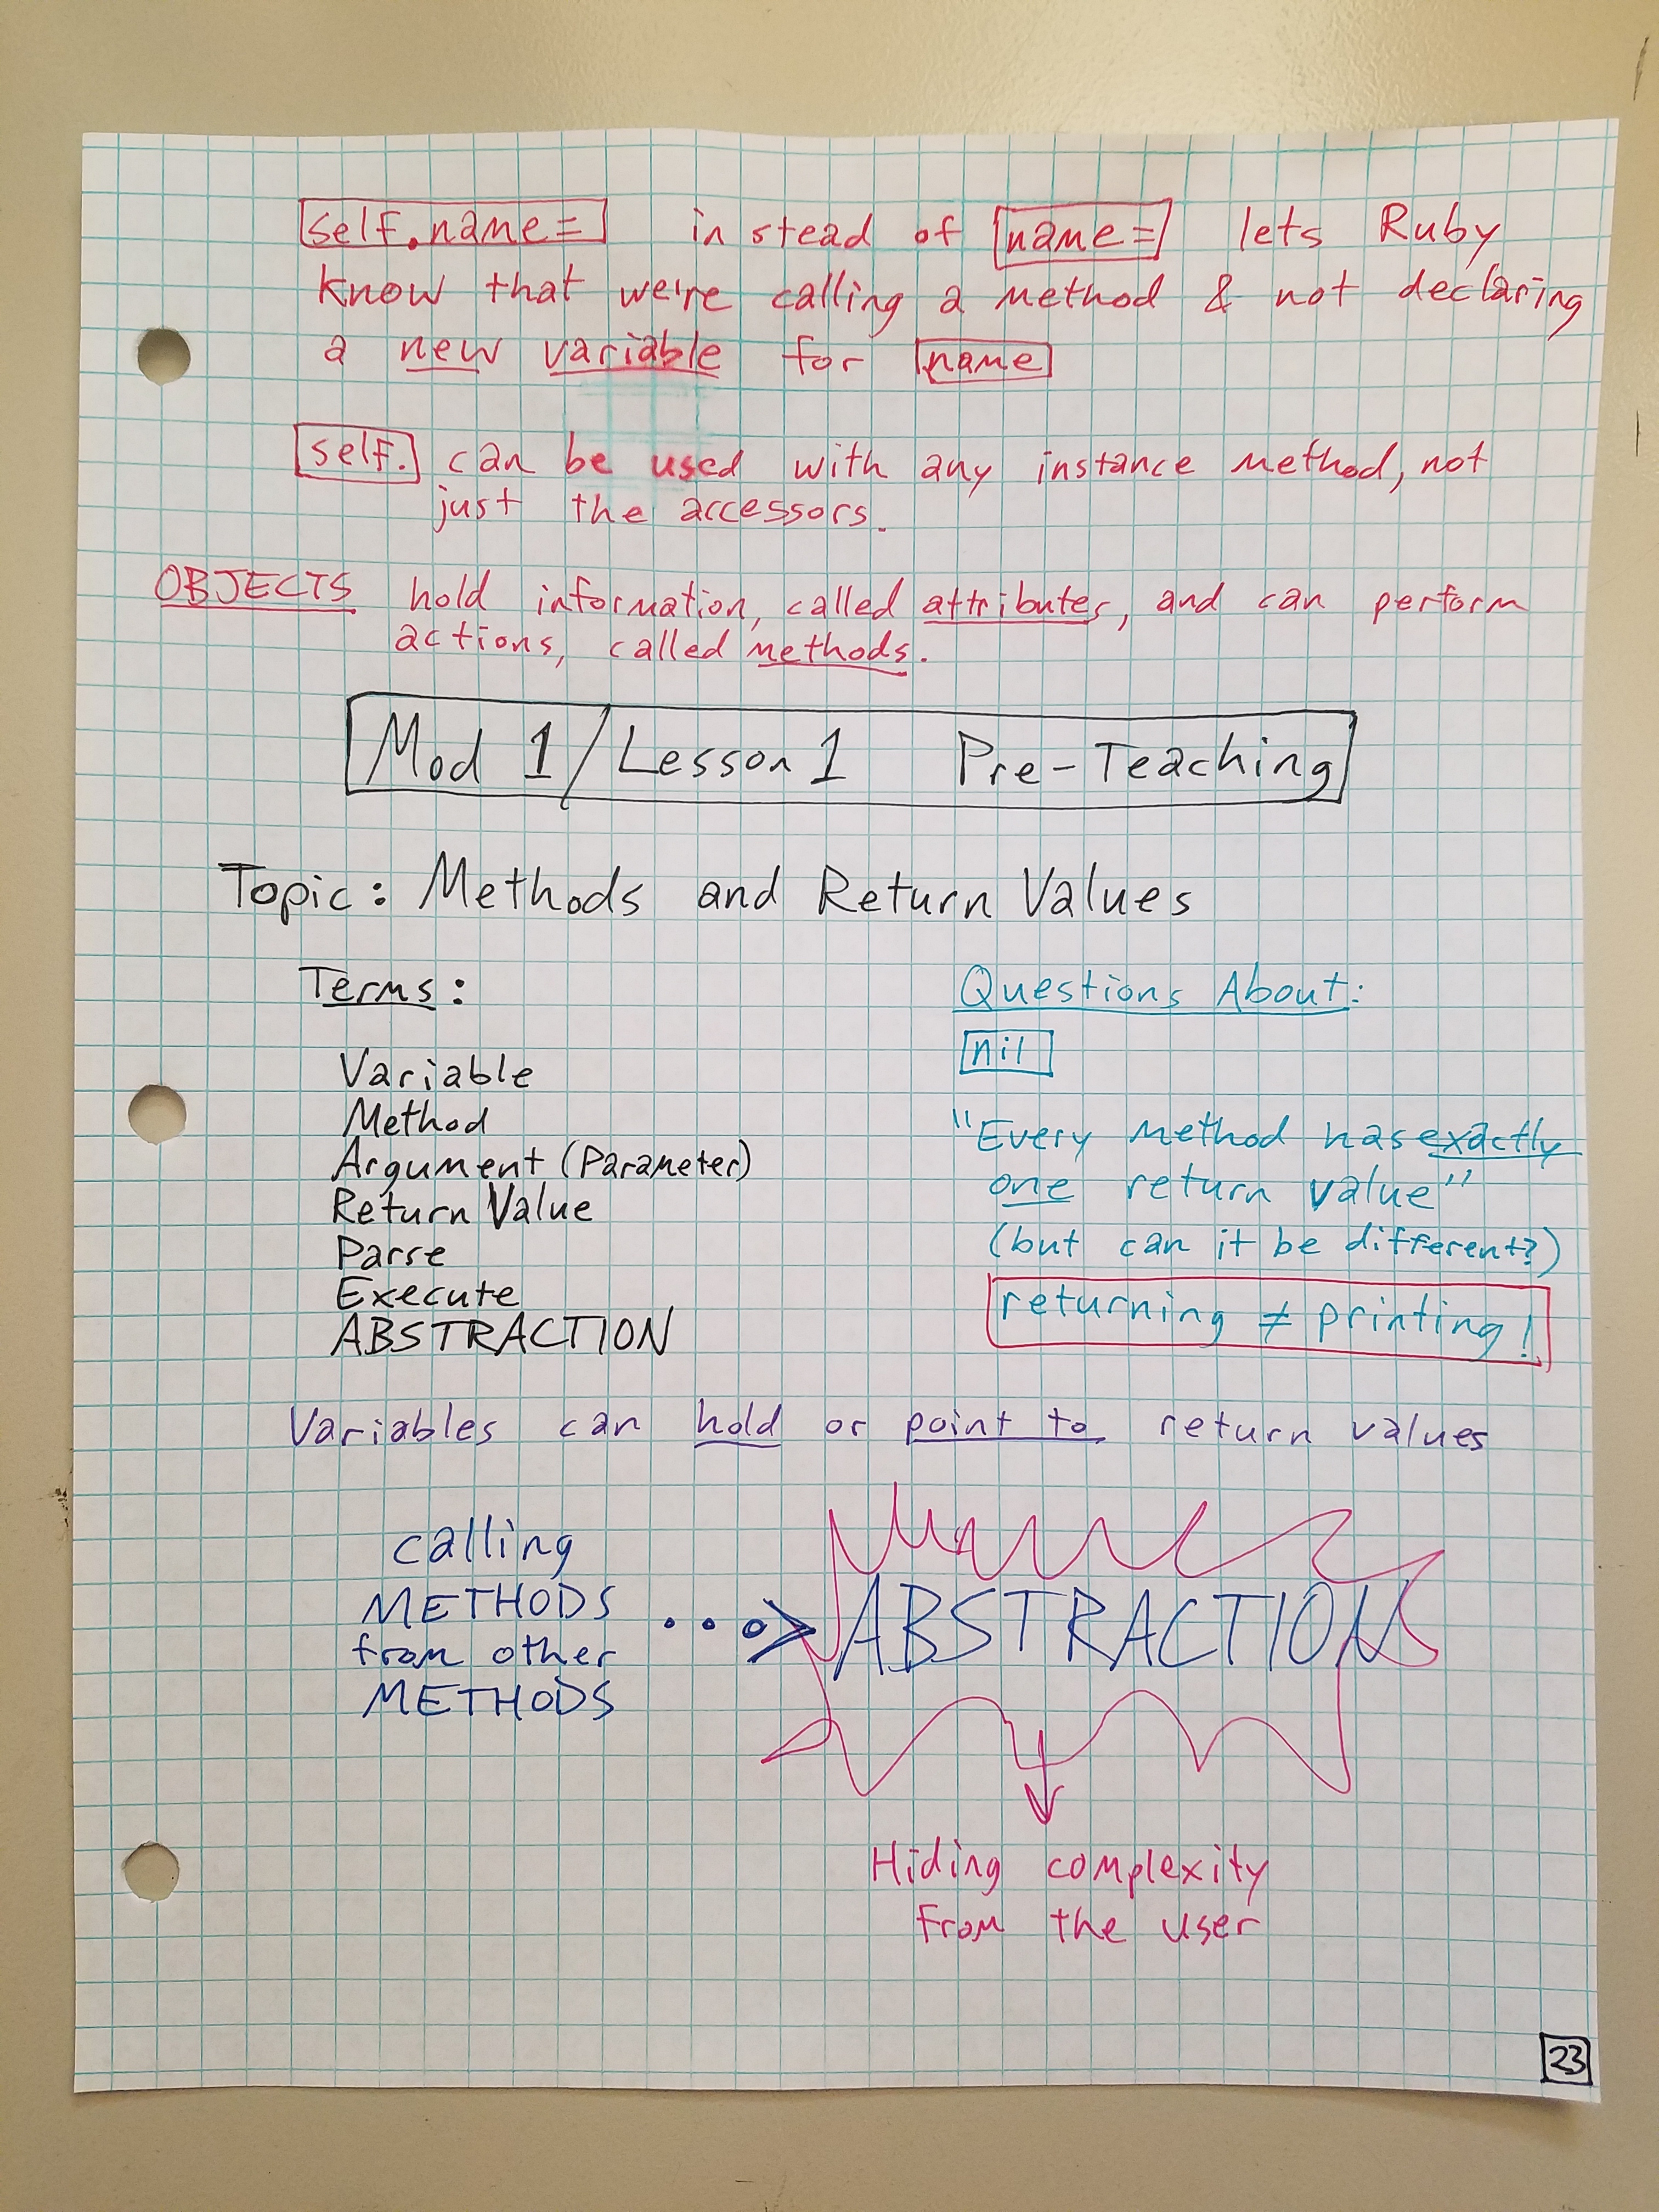 self.name= instead of name= lets Ruby
know that we're calling a method & not declaring
a new variable for name
self. can be used with any instance method, not
just the accessors.
OBJECTS hold information, called attributes, and can perform
actions, called methods.
Mod 1/Lesson 1 Pre-Teaching
Topic: Methods and Return Values
Terms:
Variable
Method
Argument (Parameter)
Return Value
Parse
Execute
ABSTRACTION
Questions About:
nil
"Every method has exactly
one return value"
(but can it be different?)
returning ≠ printing!
Variables can hold or point to return values
calling
METHODS
from other
METHODS
...> ABSTRACTION
Hiding complexity
from the user
23